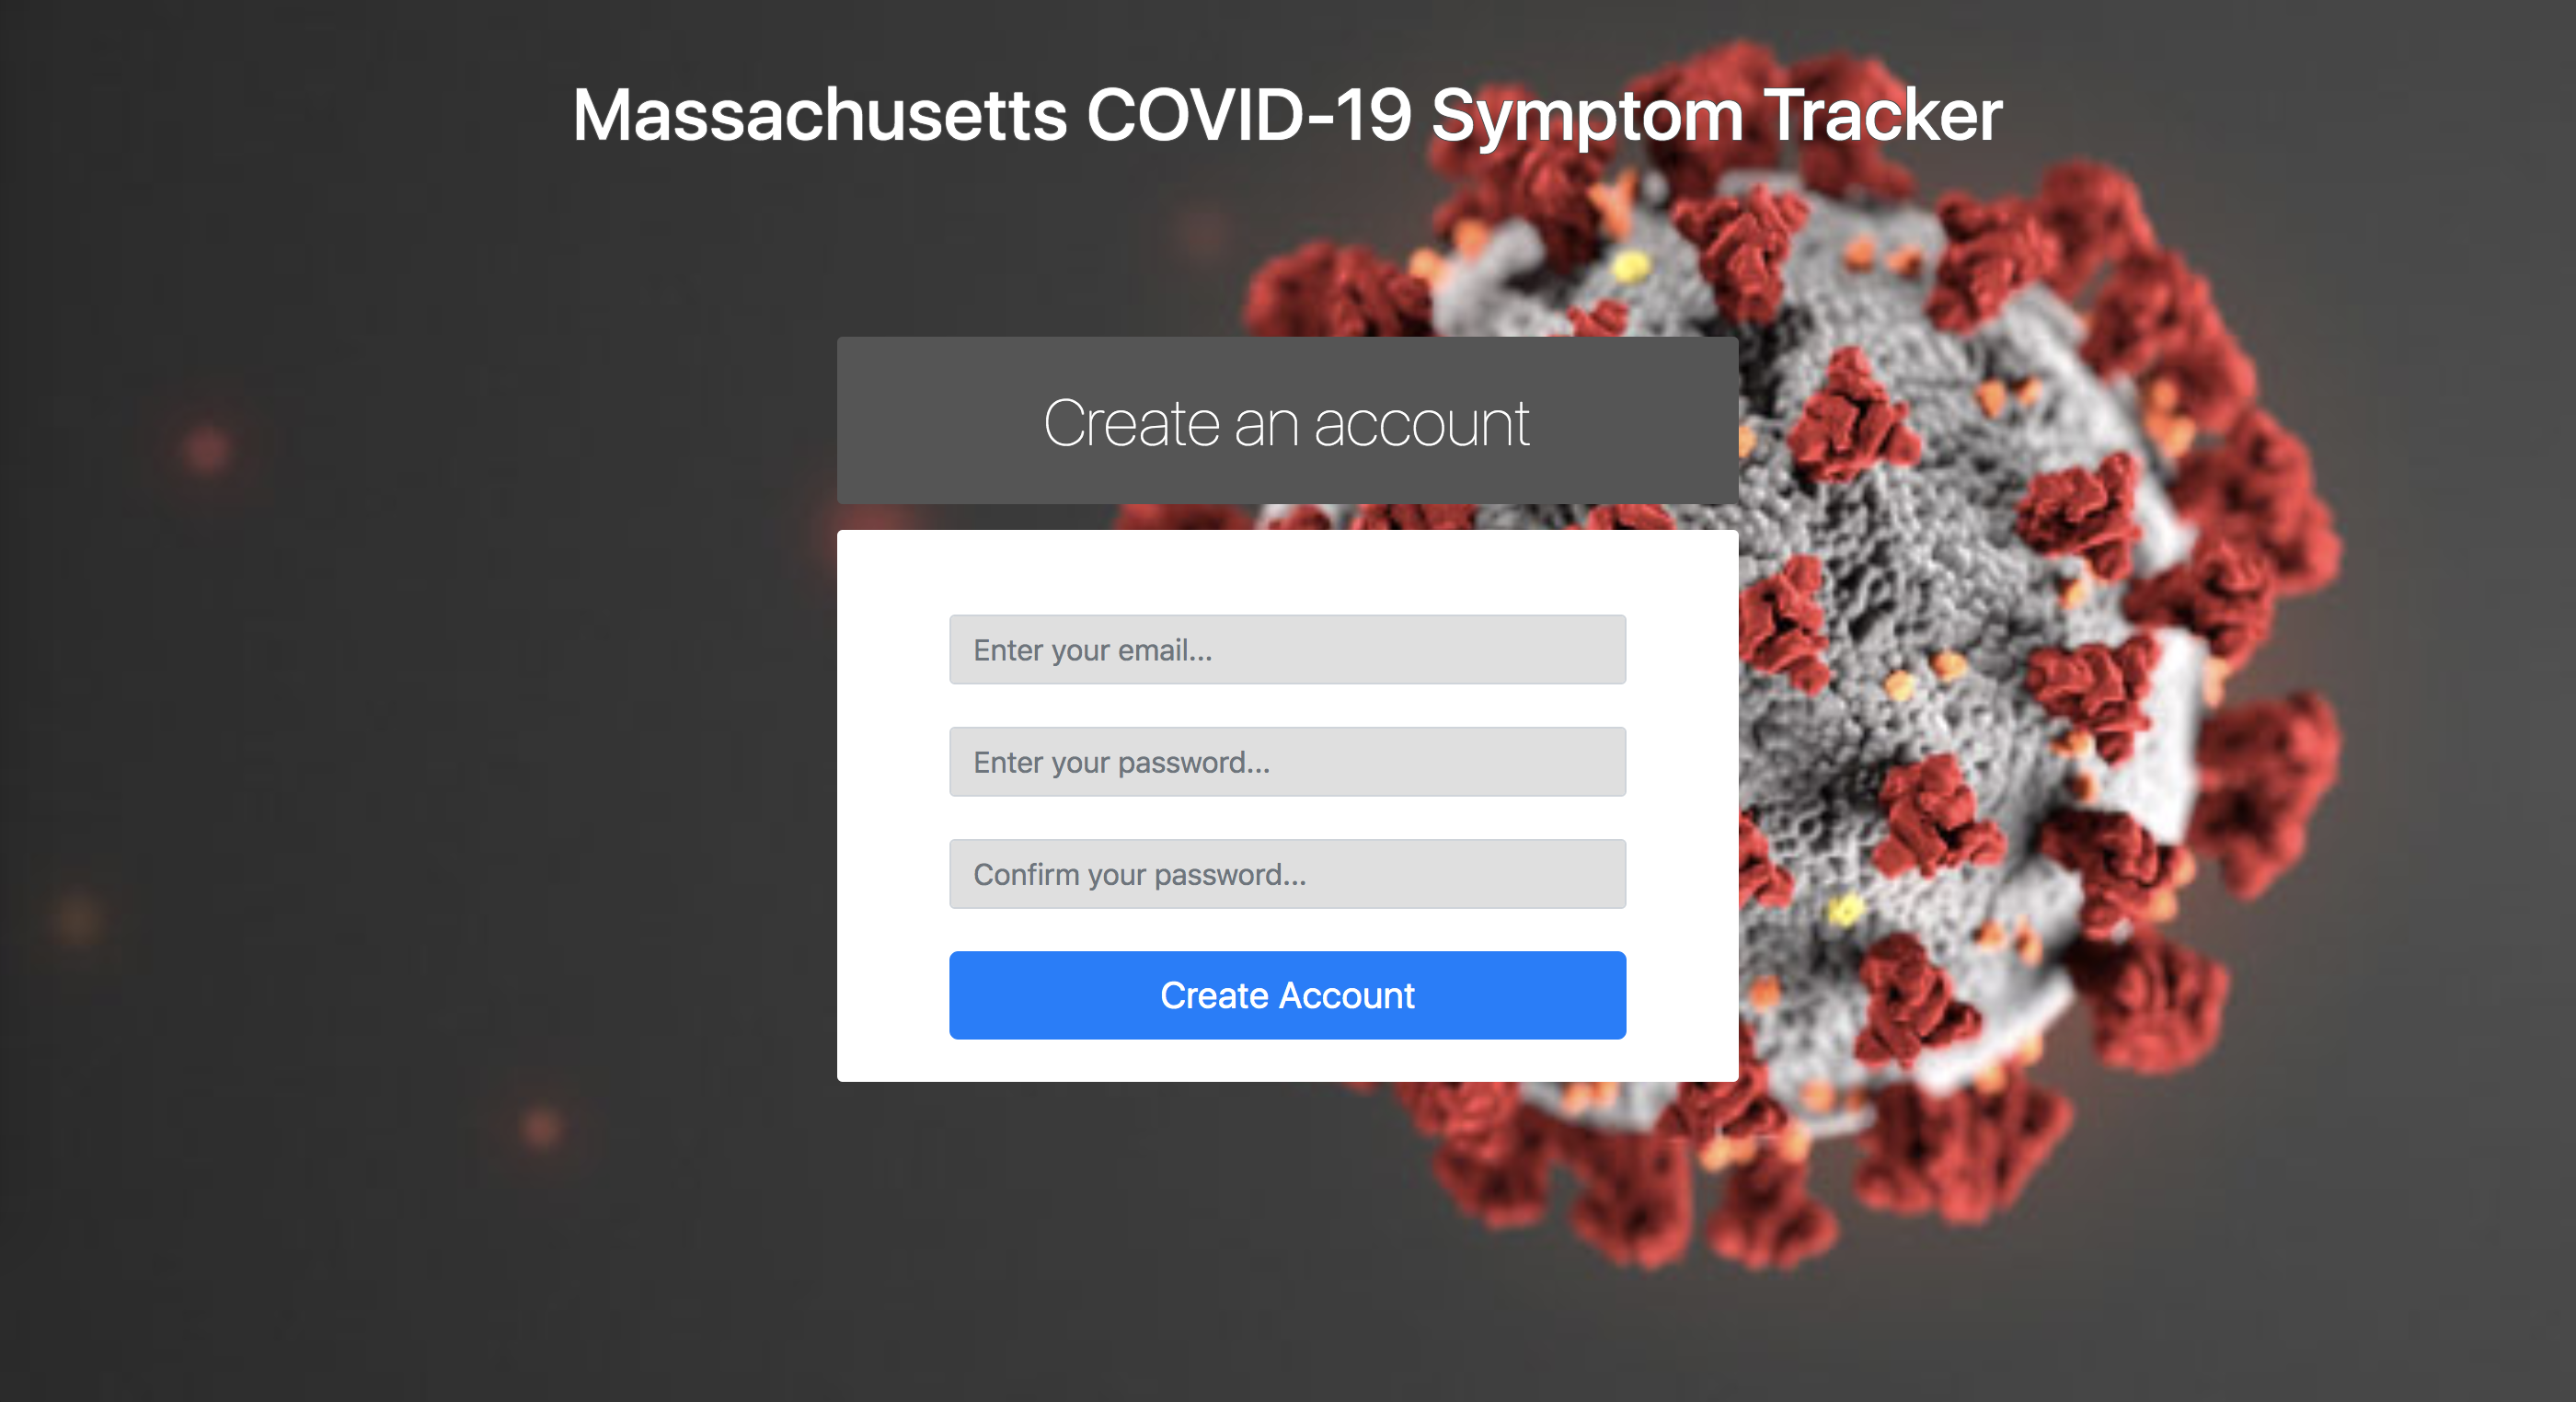 Massachusetts COVID-19 Symptom Tracker
Create an account
Enter your email...
Enter your password...
Confirm your password...
Create Account